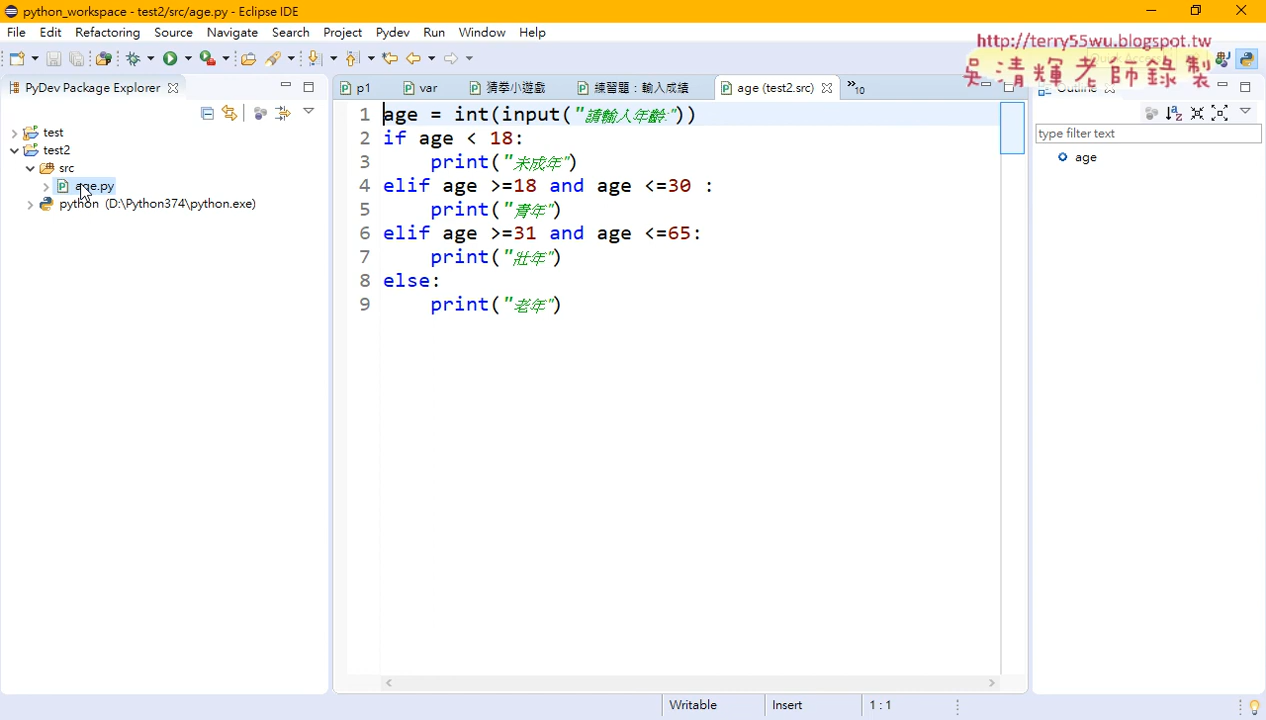 python_workspace - test2/src/age.py - Eclipse IDE
File Edit Refactoring Source Navigate Search Project Pydev Run Window Help
http://terry55wu.blogspot.tw
吳清輝老師錄製
PyDev Package Explorer
p1 var 猜拳小遊戲 練習題：輸入成績 age (test2.src) »10
Outline
type filter text
test
test2
src
age.py
python (D:\Python374\python.exe)
1 age = int(input("請輸入年齡:"))
2 if age < 18:
3 print("未成年")
4 elif age >=18 and age <=30 :
5 print("青年")
6 elif age >=31 and age <=65:
7 print("壯年")
8 else:
9 print("老年")
age
Writable Insert 1 : 1